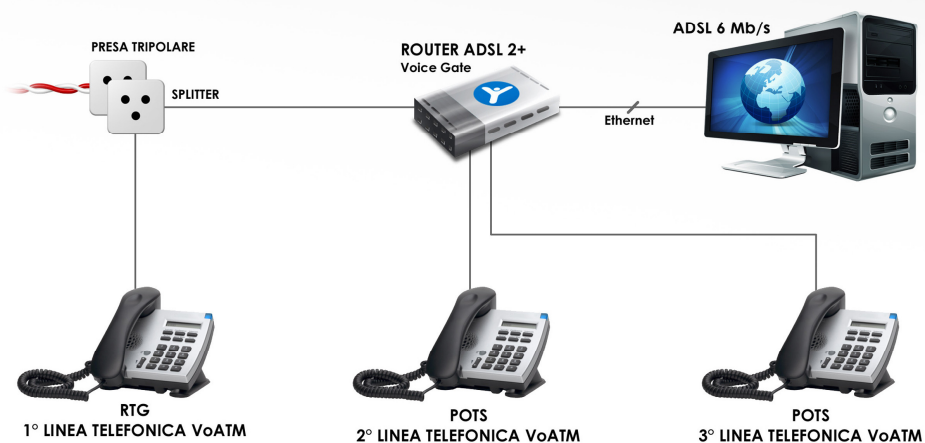 PRESA TRIPOLARE
SPLITTER
ROUTER ADSL 2+
Voice Gate
ADSL 6 Mb/s
Ethernet
RTG
1° LINEA TELEFONICA VoATM
POTS
2° LINEA TELEFONICA VoATM
POTS
3° LINEA TELEFONICA VoATM